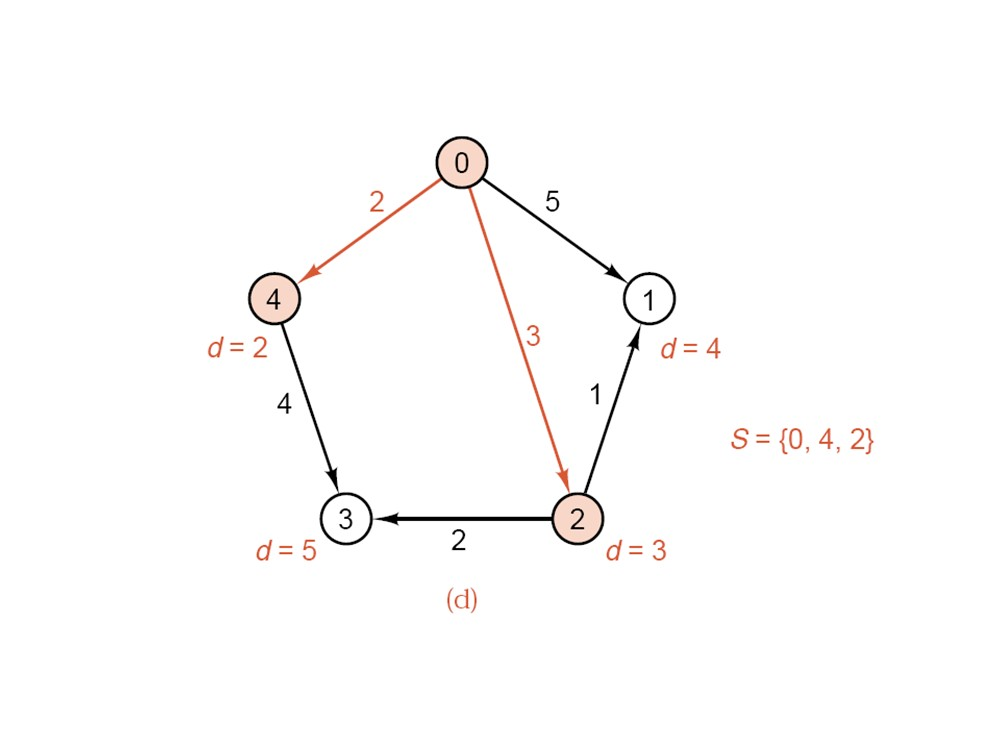 0
2
5
4
1
d = 2
3
d = 4
4
1
S = {0, 4, 2}
3
2
2
d = 5
d = 3
(d)